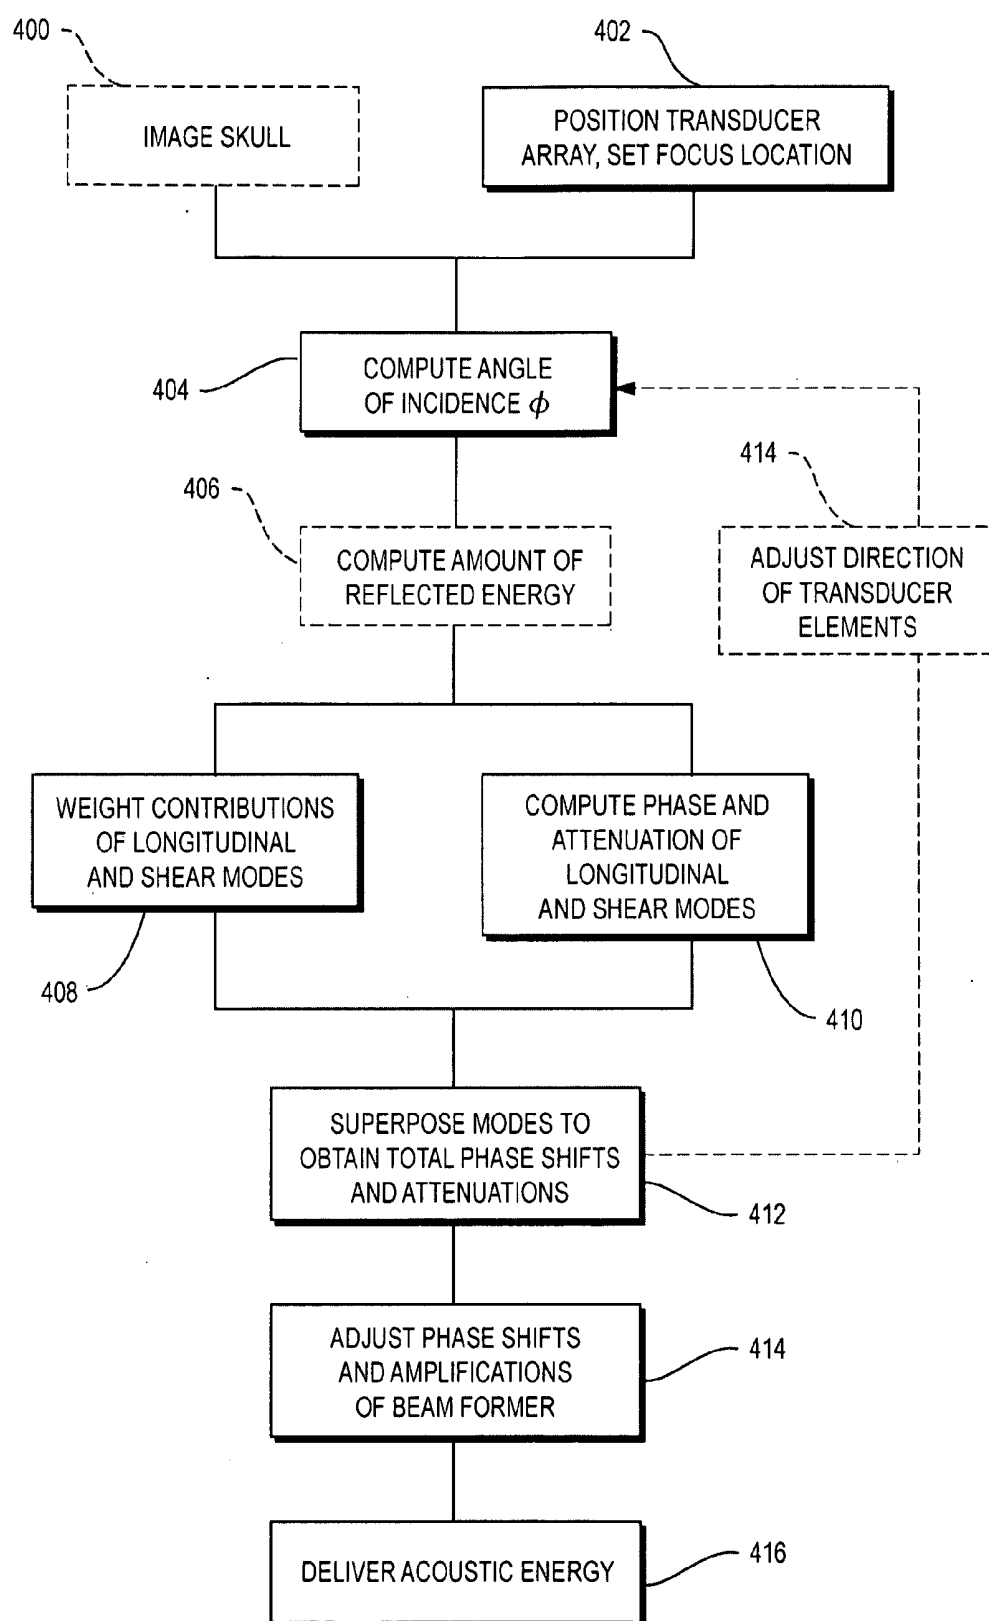 400
402
IMAGE SKULL
POSITION TRANSDUCER
ARRAY, SET FOCUS LOCATION
404
COMPUTE ANGLE
OF INCIDENCE ϕ
414
406
COMPUTE AMOUNT OF
REFLECTED ENERGY
ADJUST DIRECTION
OF TRANSDUCER
ELEMENTS
WEIGHT CONTRIBUTIONS
OF LONGITUDINAL
AND SHEAR MODES
COMPUTE PHASE AND
ATTENUATION OF
LONGITUDINAL
AND SHEAR MODES
408
410
SUPERPOSE MODES TO
OBTAIN TOTAL PHASE SHIFTS
AND ATTENUATIONS
412
ADJUST PHASE SHIFTS
AND AMPLIFICATIONS
OF BEAM FORMER
414
DELIVER ACOUSTIC ENERGY
416